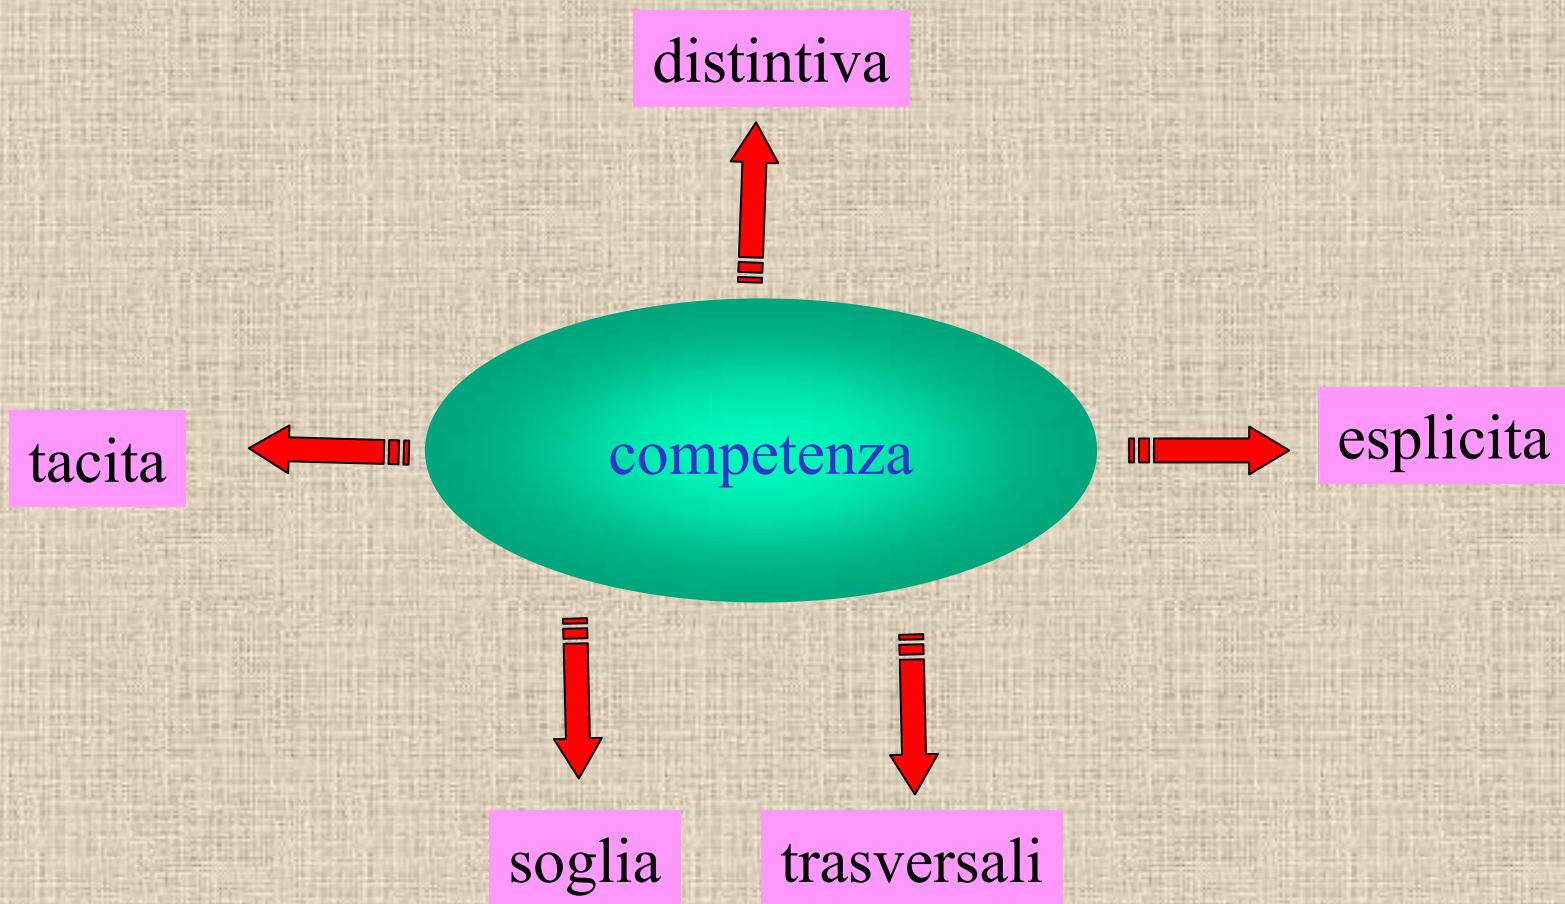 distintiva
tacita
competenza
esplicita
soglia
trasversali